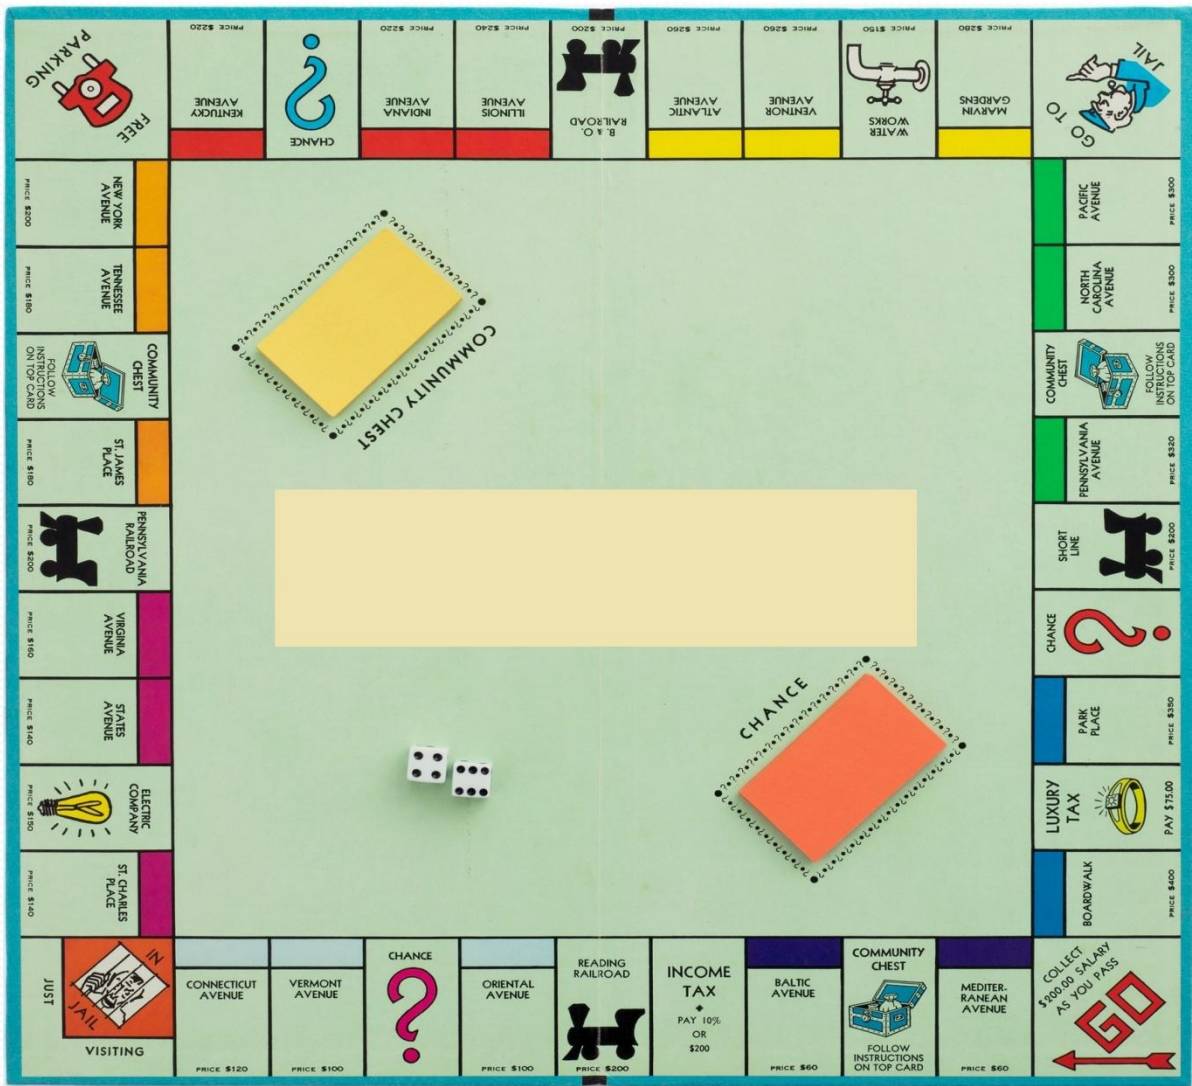 FREE
PARKING
PRICE $220
KENTUCKY
AVENUE
CHANCE
PRICE $220
INDIANA
AVENUE
PRICE $240
ILLINOIS
AVENUE
PRICE $200
B. & O.
RAILROAD
PRICE $260
ATLANTIC
AVENUE
PRICE $260
VENTNOR
AVENUE
PRICE $150
WATER
WORKS
PRICE $280
MARVIN
GARDENS
GO TO
JAIL
NEW YORK
AVENUE
PRICE $200
TENNESSEE
AVENUE
PRICE $180
COMMUNITY
CHEST
FOLLOW
INSTRUCTIONS
ON TOP CARD
ST. JAMES
PLACE
PRICE $180
PENNSYLVANIA
RAILROAD
PRICE $200
VIRGINIA
AVENUE
PRICE $160
STATES
AVENUE
PRICE $140
ELECTRIC
COMPANY
PRICE $150
ST. CHARLES
PLACE
PRICE $140
COMMUNITY CHEST
CHANCE
PACIFIC
AVENUE
PRICE $300
NORTH
CAROLINA
AVENUE
PRICE $300
COMMUNITY
CHEST
FOLLOW
INSTRUCTIONS
ON TOP CARD
PENNSYLVANIA
AVENUE
PRICE $320
SHORT
LINE
PRICE $200
CHANCE
PARK
PLACE
PRICE $350
LUXURY
TAX
PAY $75.00
BOARDWALK
PRICE $400
JUST
VISITING
IN
JAIL
CONNECTICUT
AVENUE
PRICE $120
VERMONT
AVENUE
PRICE $100
CHANCE
?
ORIENTAL
AVENUE
PRICE $100
READING
RAILROAD
PRICE $200
INCOME
TAX
PAY 10%
OR
$200
BALTIC
AVENUE
PRICE $60
COMMUNITY
CHEST
FOLLOW
INSTRUCTIONS
ON TOP CARD
MEDITER-
RANEAN
AVENUE
PRICE $60
COLLECT
$200.00 SALARY
AS YOU PASS
GO